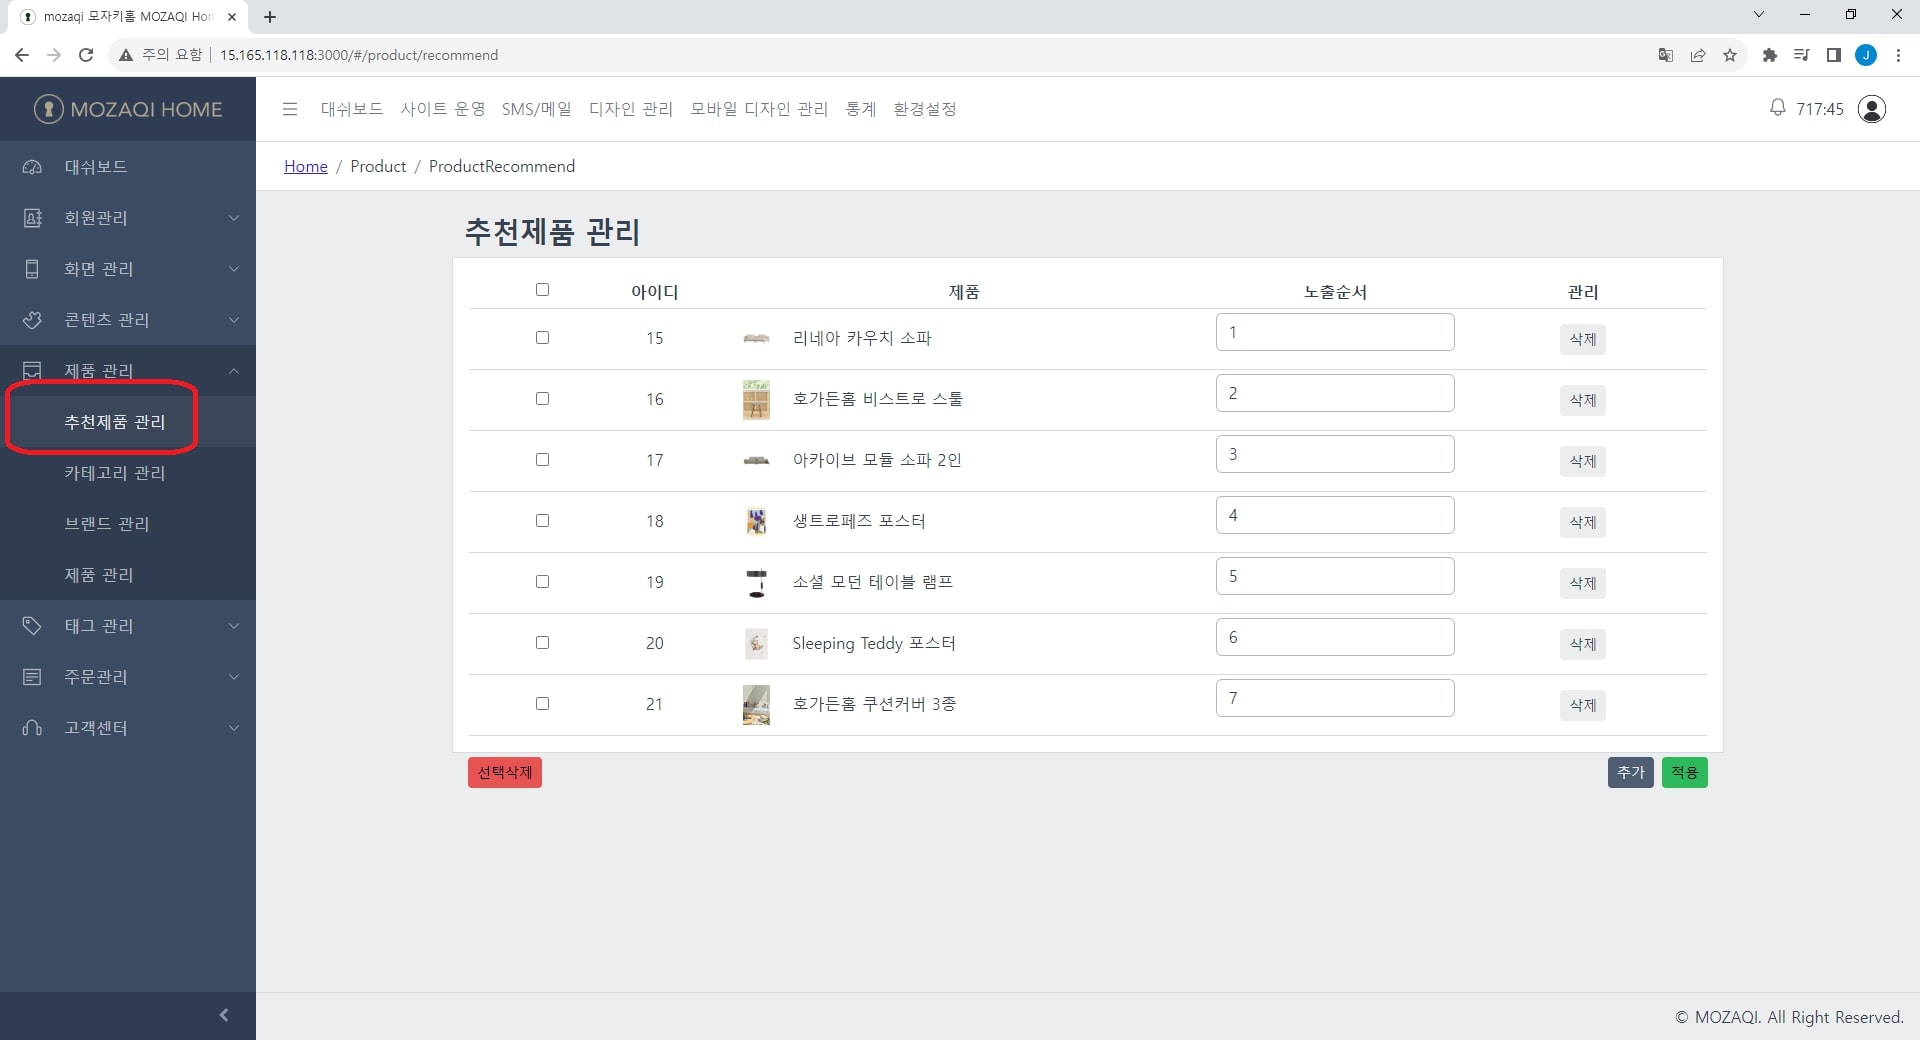 mozaqi 모자키홈 MOZAQI Hom
주의 요함 | 15.165.118.118:3000/#/product/recommend
J
MOZAQI HOME
대쉬보드 사이트 운영 SMS/메일 디자인 관리 모바일 디자인 관리 통계 환경설정
717:45
Home / Product / ProductRecommend
대쉬보드
회원관리
화면 관리
콘텐츠 관리
제품 관리
추천제품 관리
카테고리 관리
브랜드 관리
제품 관리
태그 관리
주문관리
고객센터
추천제품 관리
아이디 제품 노출순서 관리
15 리네아 카우치 소파 1 삭제
16 호가든홈 비스트로 스툴 2 삭제
17 아카이브 모듈 소파 2인 3 삭제
18 생트로페즈 포스터 4 삭제
19 소셜 모던 테이블 램프 5 삭제
20 Sleeping Teddy 포스터 6 삭제
21 호가든홈 쿠션커버 3종 7 삭제
선택삭제 추가 적용
© MOZAQI. All Right Reserved.